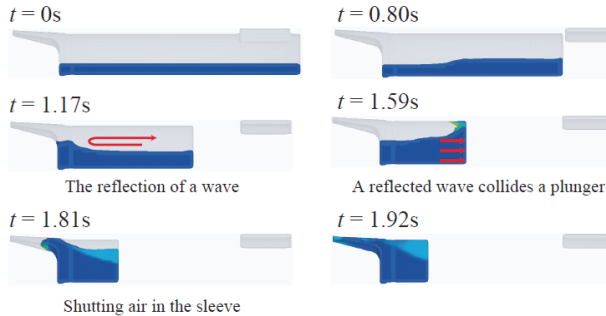 t = 0s
t = 0.80s
t = 1.17s
t = 1.59s
The reflection of a wave
A reflected wave collides a plunger
t = 1.81s
t = 1.92s
Shutting air in the sleeve